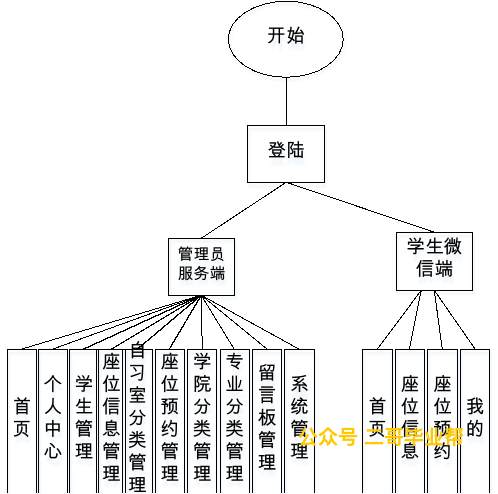 开始
登陆
管理员
服务端
学生微
信端
首页
个人中心
学生管理
座位信息管理
自习室分类管理
座位预约管理
学院分类管理
专业分类管理
留言板管理
系统管理
首页
座位信息
座位预约
我的
公众号 二哥毕业帮